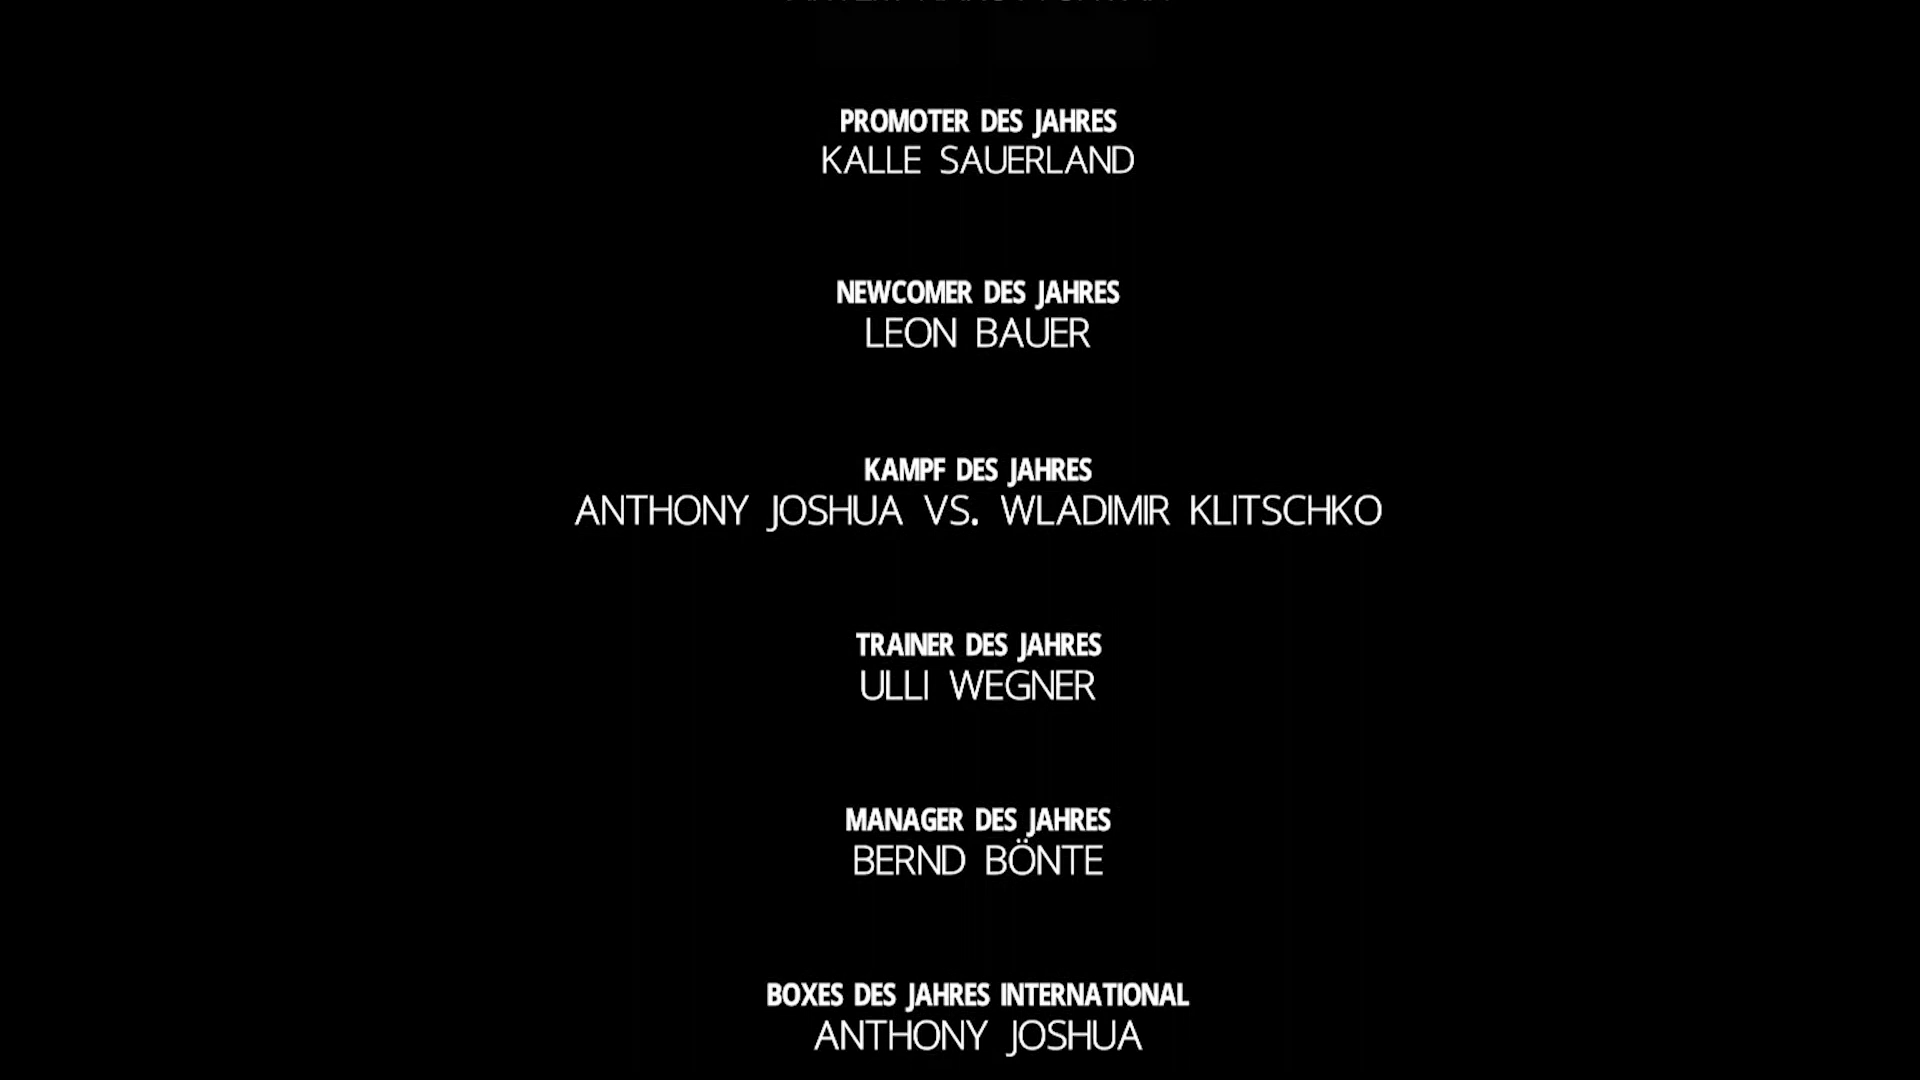 PROMOTER DES JAHRES
KALLE SAUERLAND
NEWCOMER DES JAHRES
LEON BAUER
KAMPF DES JAHRES
ANTHONY JOSHUA VS. WLADIMIR KLITSCHKO
TRAINER DES JAHRES
ULLI WEGNER
MANAGER DES JAHRES
BERND BÖNTE
BOXES DES JAHRES INTERNATIONAL
ANTHONY JOSHUA